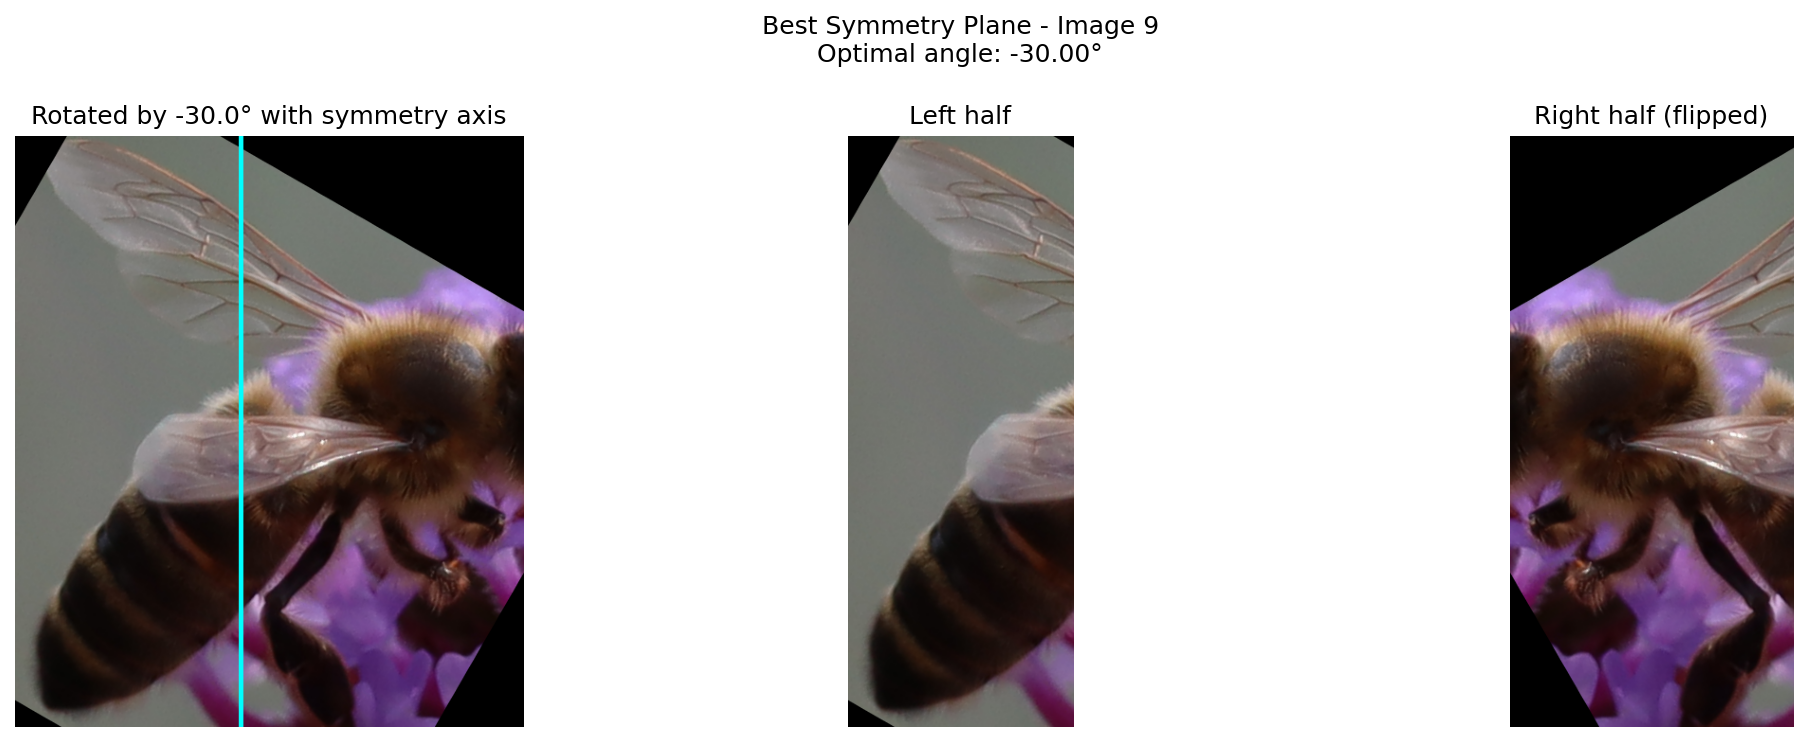 Best Symmetry Plane - Image 9
Optimal angle: -30.00°
Rotated by -30.0° with symmetry axis
Left half
Right half (flipped)